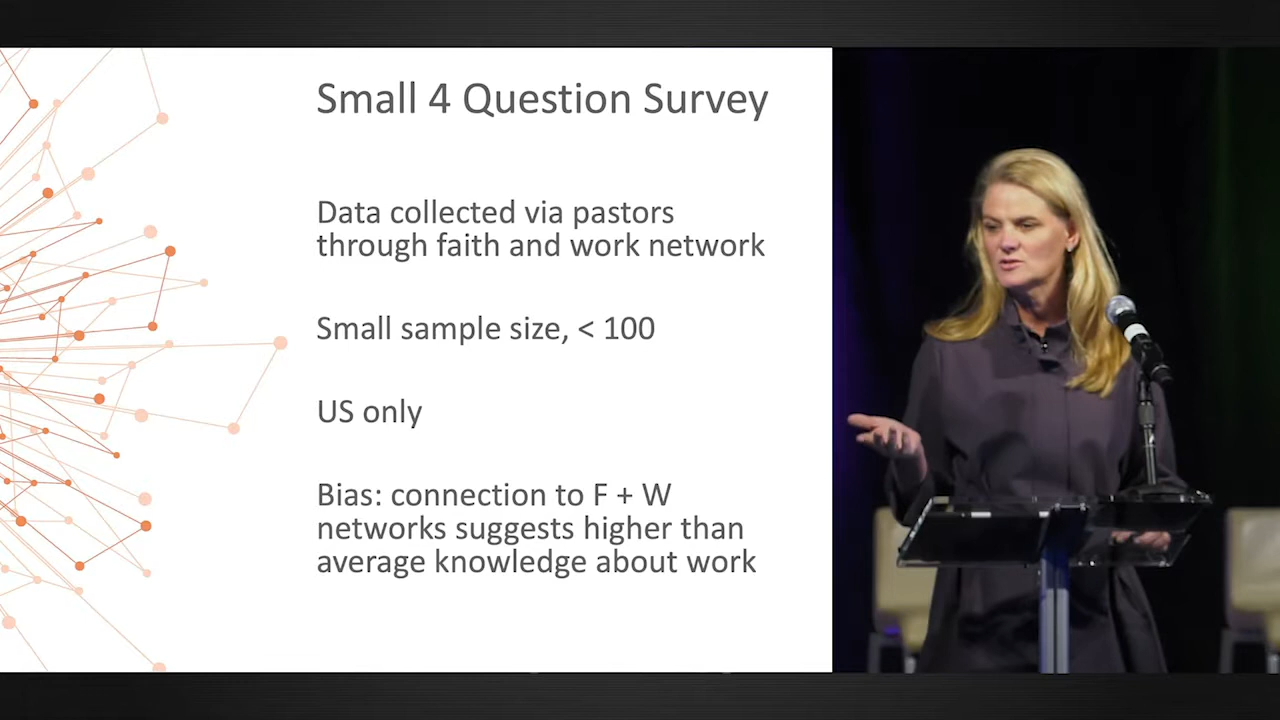 Small 4 Question Survey
Data collected via pastors
through faith and work network
Small sample size, < 100
US only
Bias: connection to F + W
networks suggests higher than
average knowledge about work